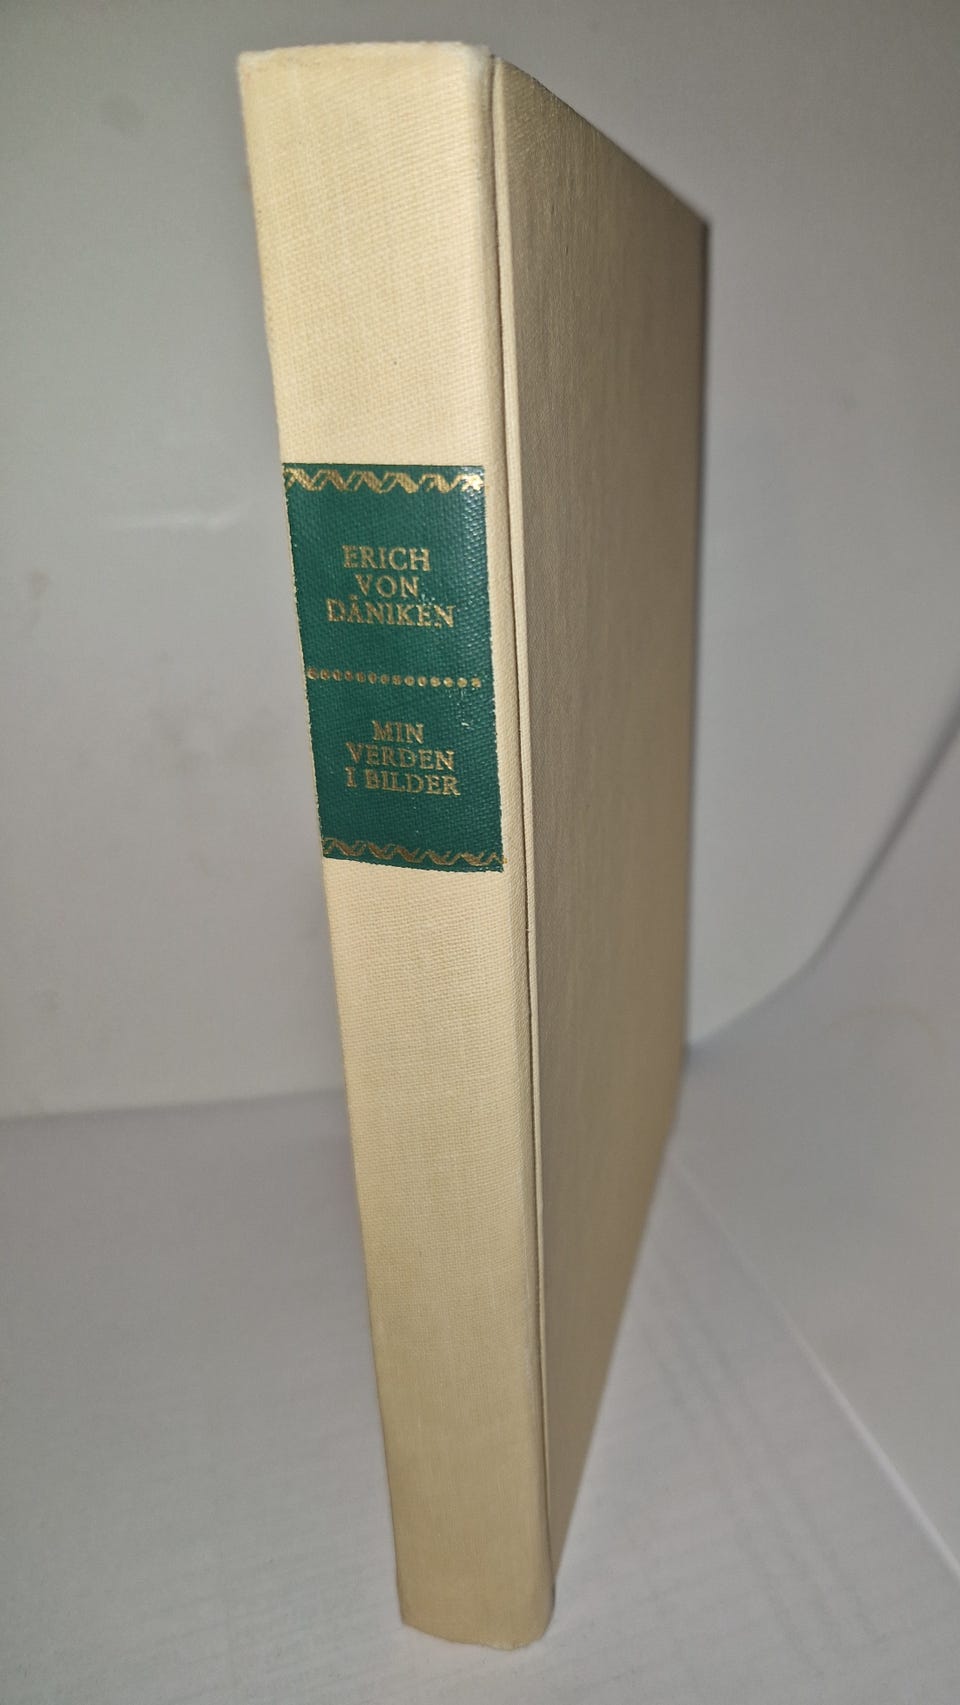 ERICH
VON
DÄNIKEN
MIN
VERDEN
I BILDER